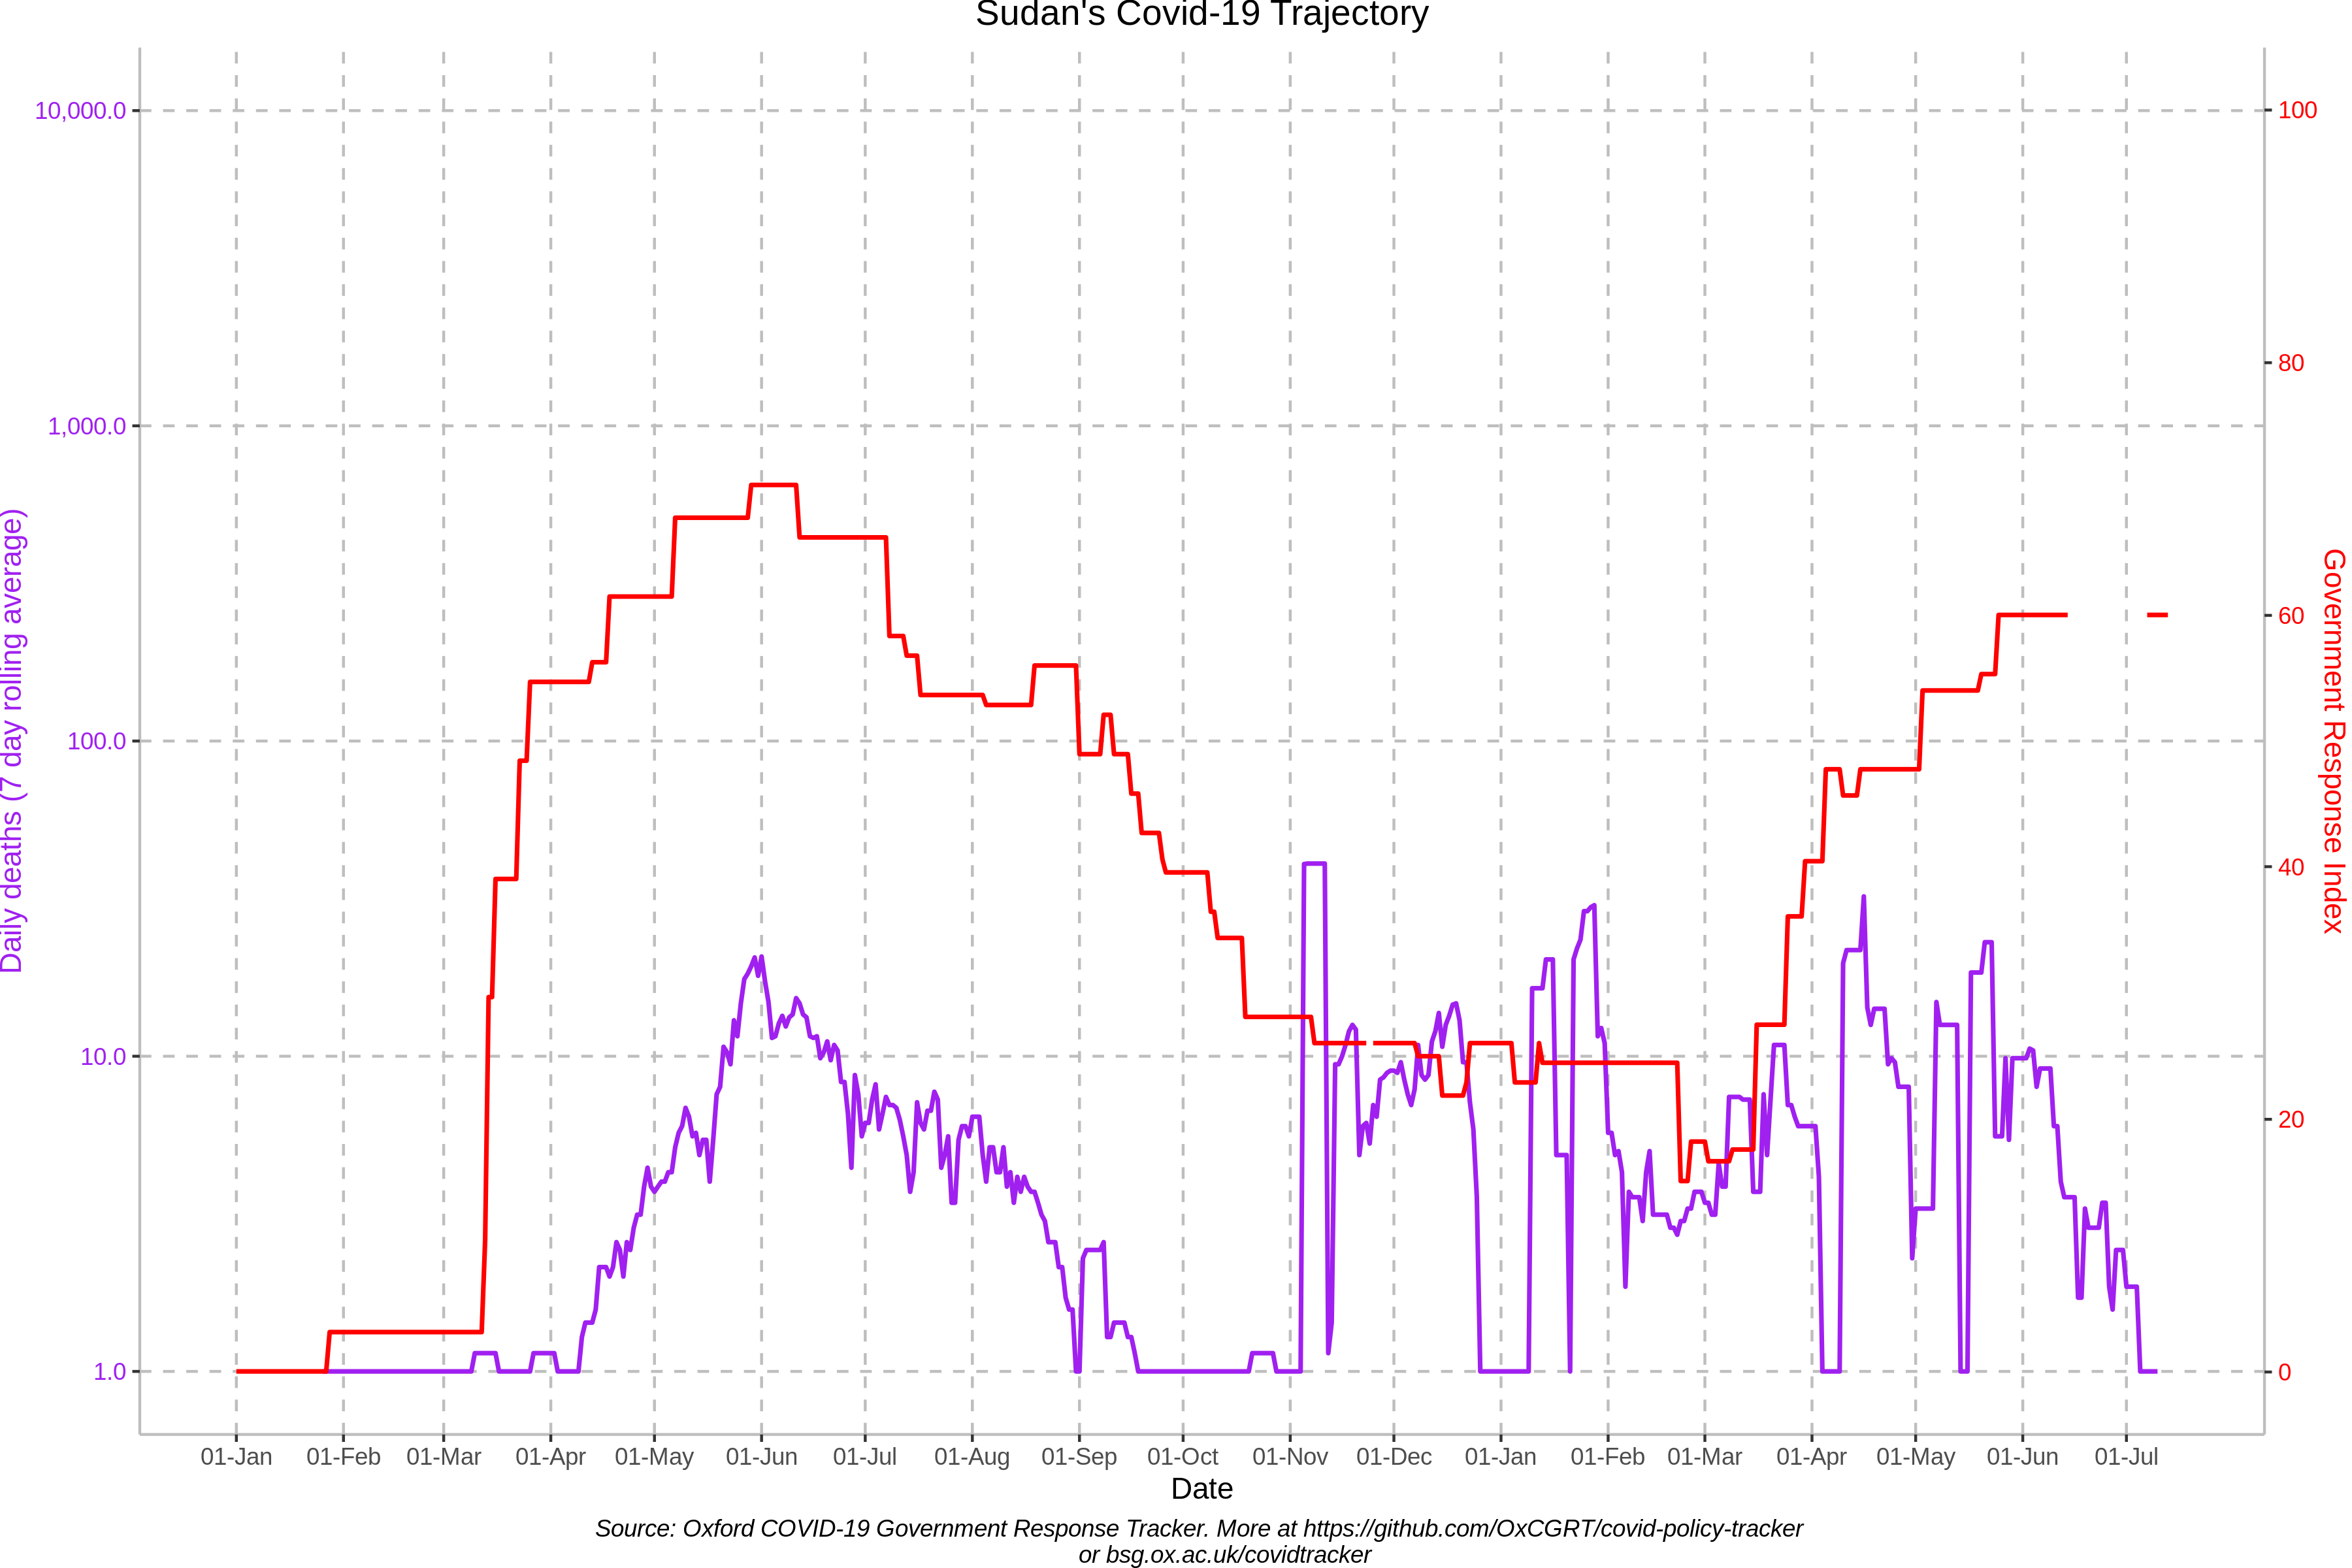 Sudan's Covid-19 Trajectory
10,000.0
1,000.0
100.0
10.0
1.0
Daily deaths (7 day rolling average)
100
80
60
40
20
0
Government Response Index
01-Jan 01-Feb 01-Mar 01-Apr 01-May 01-Jun 01-Jul 01-Aug 01-Sep 01-Oct 01-Nov 01-Dec 01-Jan 01-Feb 01-Mar 01-Apr 01-May 01-Jun 01-Jul
Date
Source: Oxford COVID-19 Government Response Tracker. More at https://github.com/OxCGRT/covid-policy-tracker
or bsg.ox.ac.uk/covidtracker